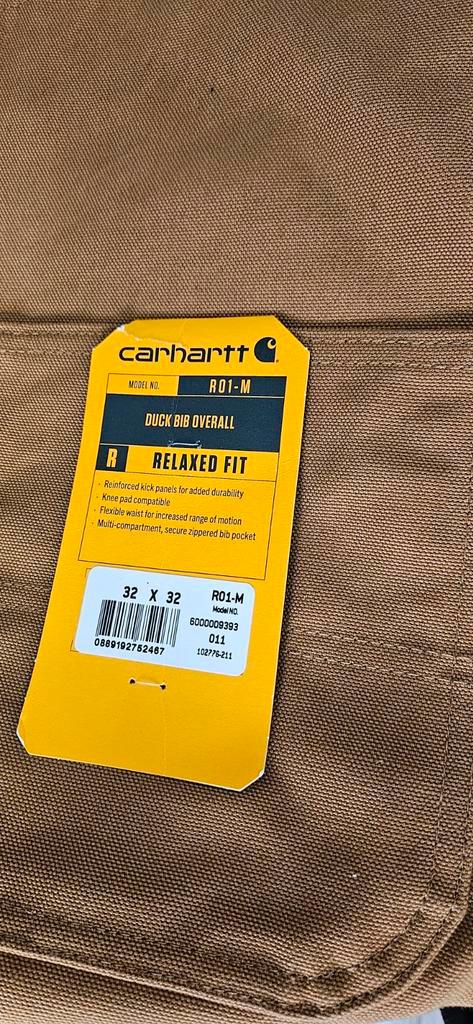 carhartt
MODEL NO. R01-M
DUCK BIB OVERALL
R RELAXED FIT
· Reinforced kick panels for added durability
· Knee pad compatible
· Flexible waist for increased range of motion
· Multi-compartment, secure zippered bib pocket
32 X 32 R01-M
Model NO.
6000009393
011
0889192752467
102776-211